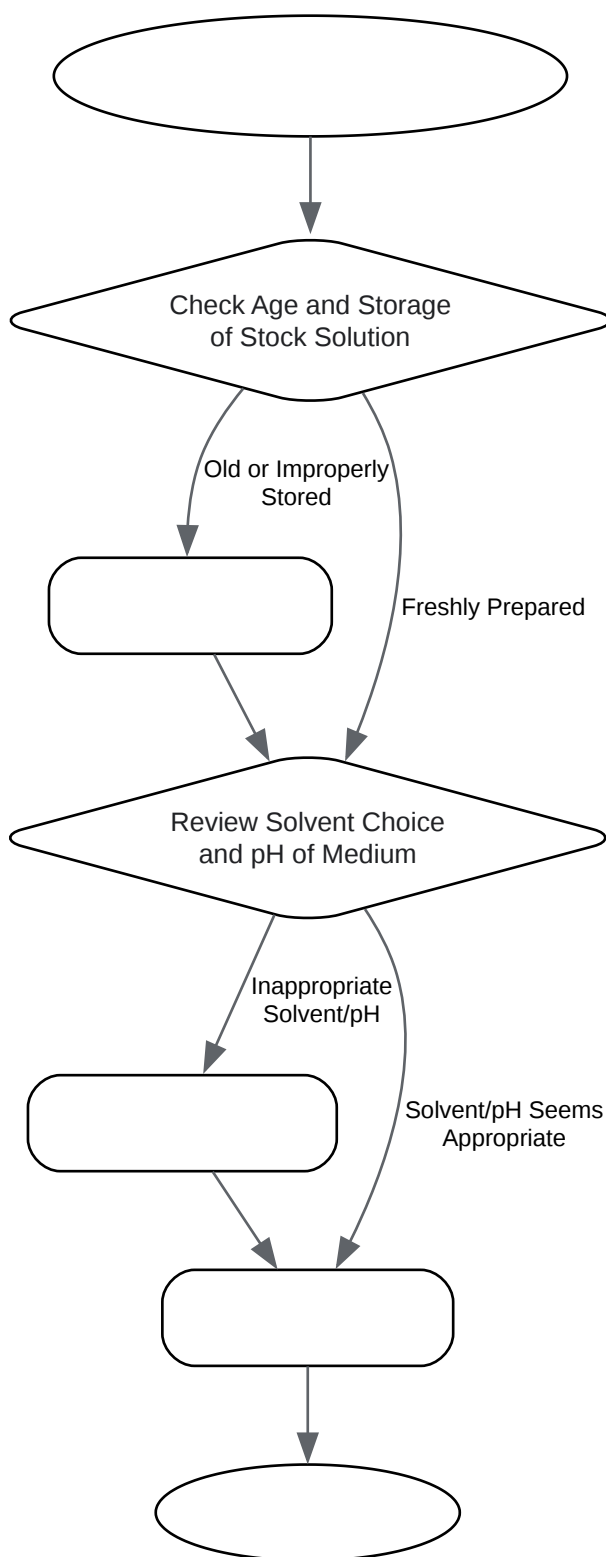 Check Age and Storage
of Stock Solution
Old or Improperly
Stored
Freshly Prepared
Review Solvent Choice
and pH of Medium
Inappropriate
Solvent/pH
Solvent/pH Seems
Appropriate